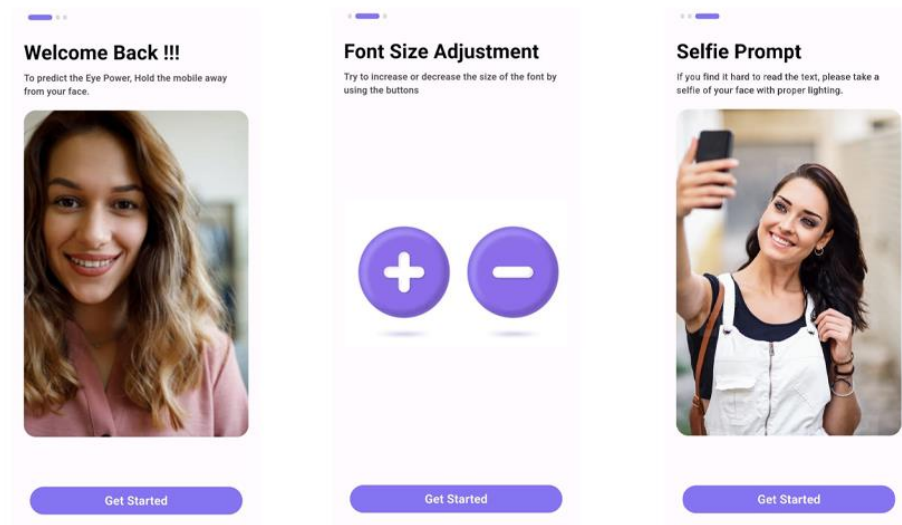 Welcome Back !!!
To predict the Eye Power, Hold the mobile away
from your face.
Get Started
Font Size Adjustment
Try to increase or decrease the size of the font by
using the buttons
Get Started
Selfie Prompt
If you find it hard to read the text, please take a
selfie of your face with proper lighting.
Get Started